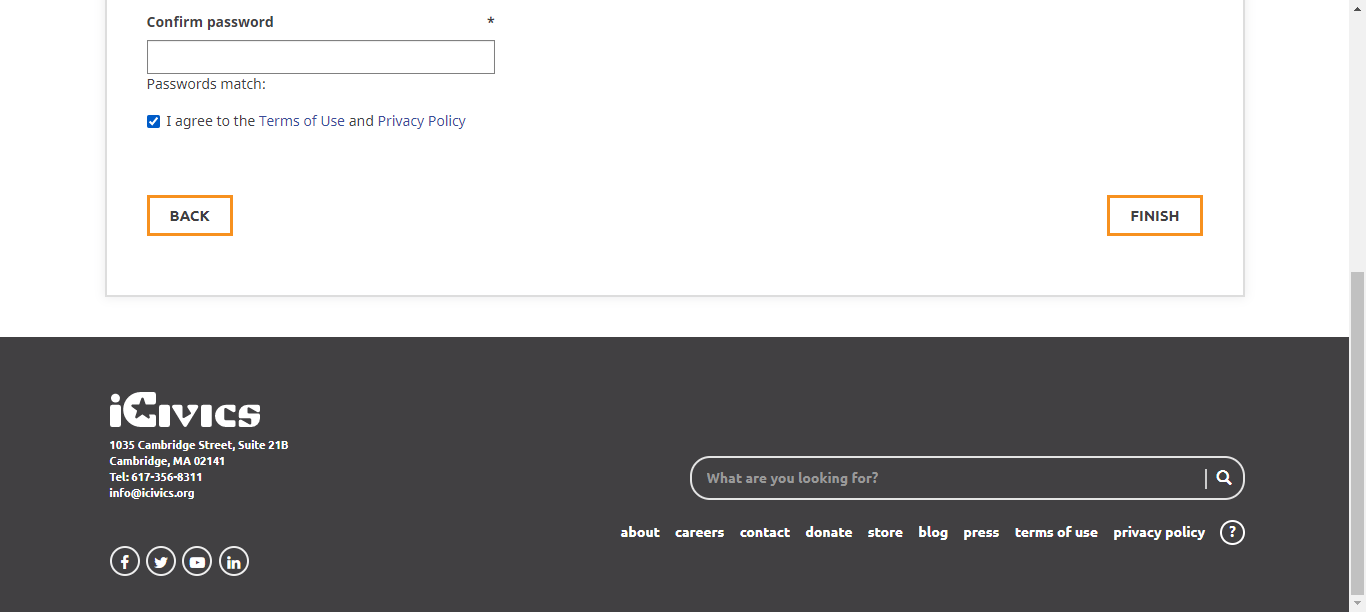 Confirm password *
Passwords match:
I agree to the Terms of Use and Privacy Policy
BACK
FINISH
iCivics
1035 Cambridge Street, Suite 21B
Cambridge, MA 02141
Tel: 617-356-8311
info@icivics.org
What are you looking for?
about careers contact donate store blog press terms of use privacy policy ?